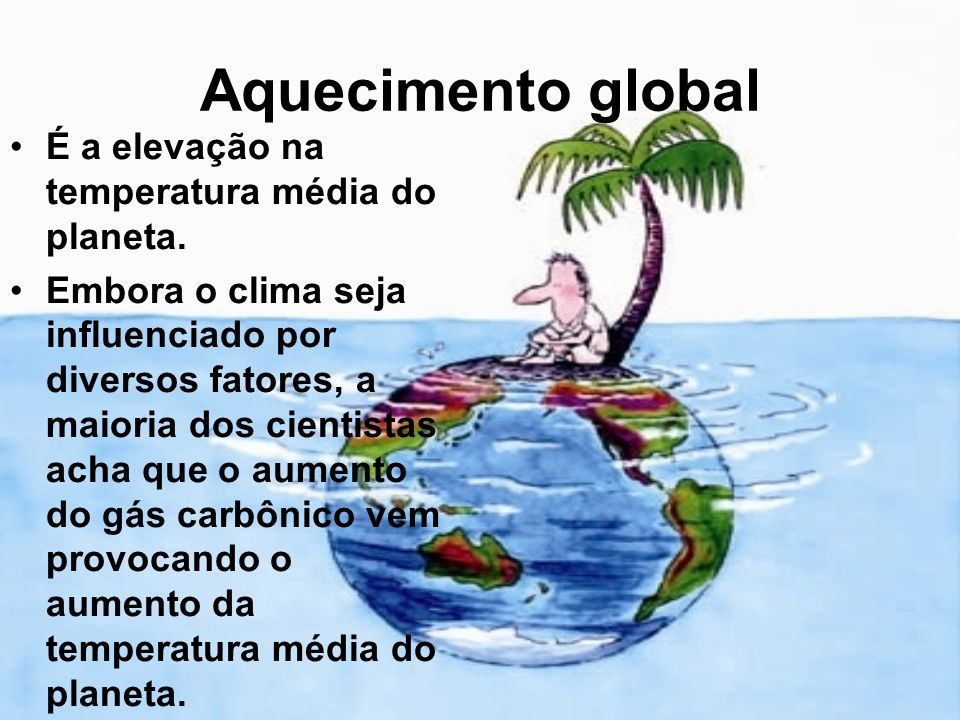 Aquecimento global
• É a elevação na
temperatura média do
planeta.
• Embora o clima seja
influenciado por
diversos fatores, a
maioria dos cientistas
acha que o aumento
do gás carbônico vem
provocando o
aumento da
temperatura média do
planeta.